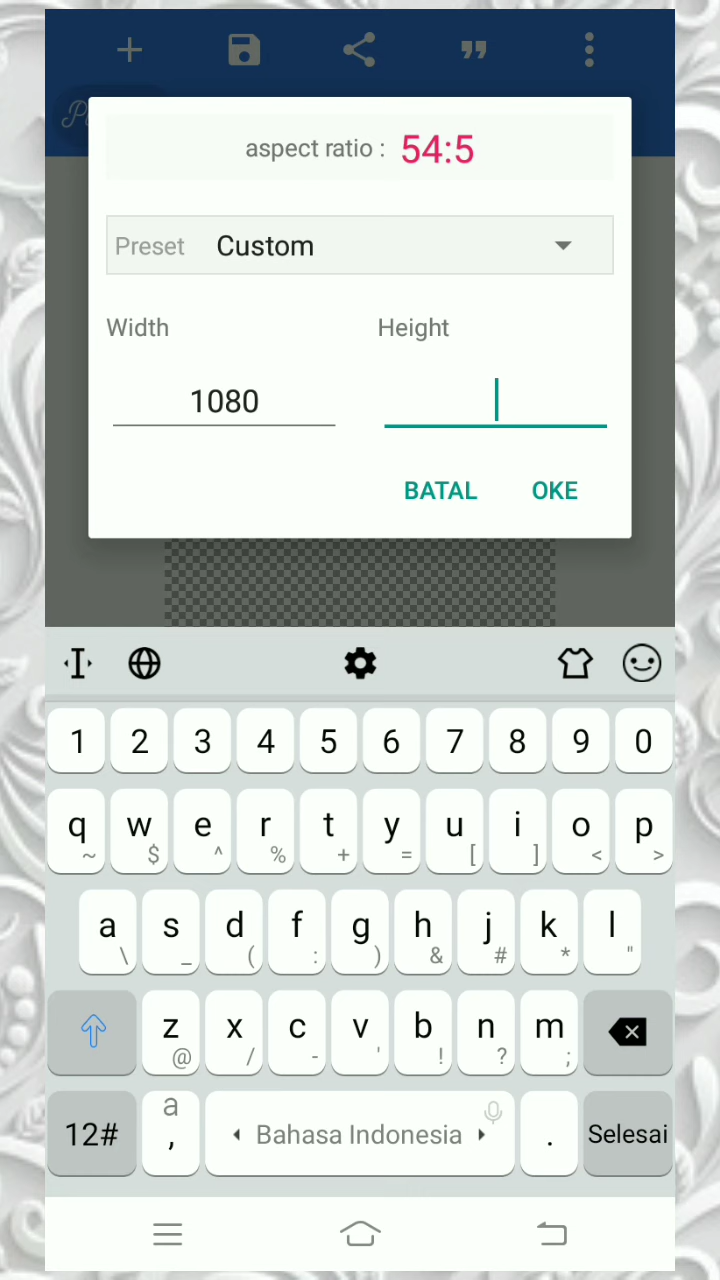 aspect ratio : 54:5
Preset Custom
Width Height
1080
BATAL OKE
1 2 3 4 5 6 7 8 9 0
q w e r t y u i o p
~ $ ^ % + = [ ] < >
a s d f g h j k l
\ _ ( : ) & # * "
z x c v b n m
@ / - ' ! ? ;
12# a , Bahasa Indonesia . Selesai